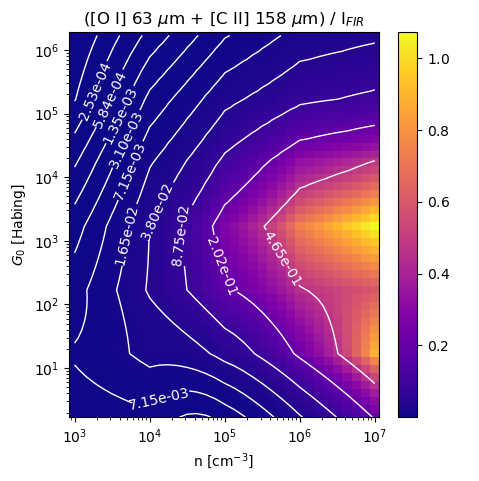 ([O I] 63 μm + [C II] 158 μm) / I_FIR
10^6
10^5
10^4
10^3
10^2
10^1
G_0 [Habing]
2.53e-04
5.84e-04
1.35e-03
3.10e-03
7.15e-03
1.65e-02
3.80e-02
8.75e-02
2.02e-01
4.65e-01
7.15e-03
10^3
10^4
10^5
10^6
10^7
n [cm^−3]
1.0
0.8
0.6
0.4
0.2